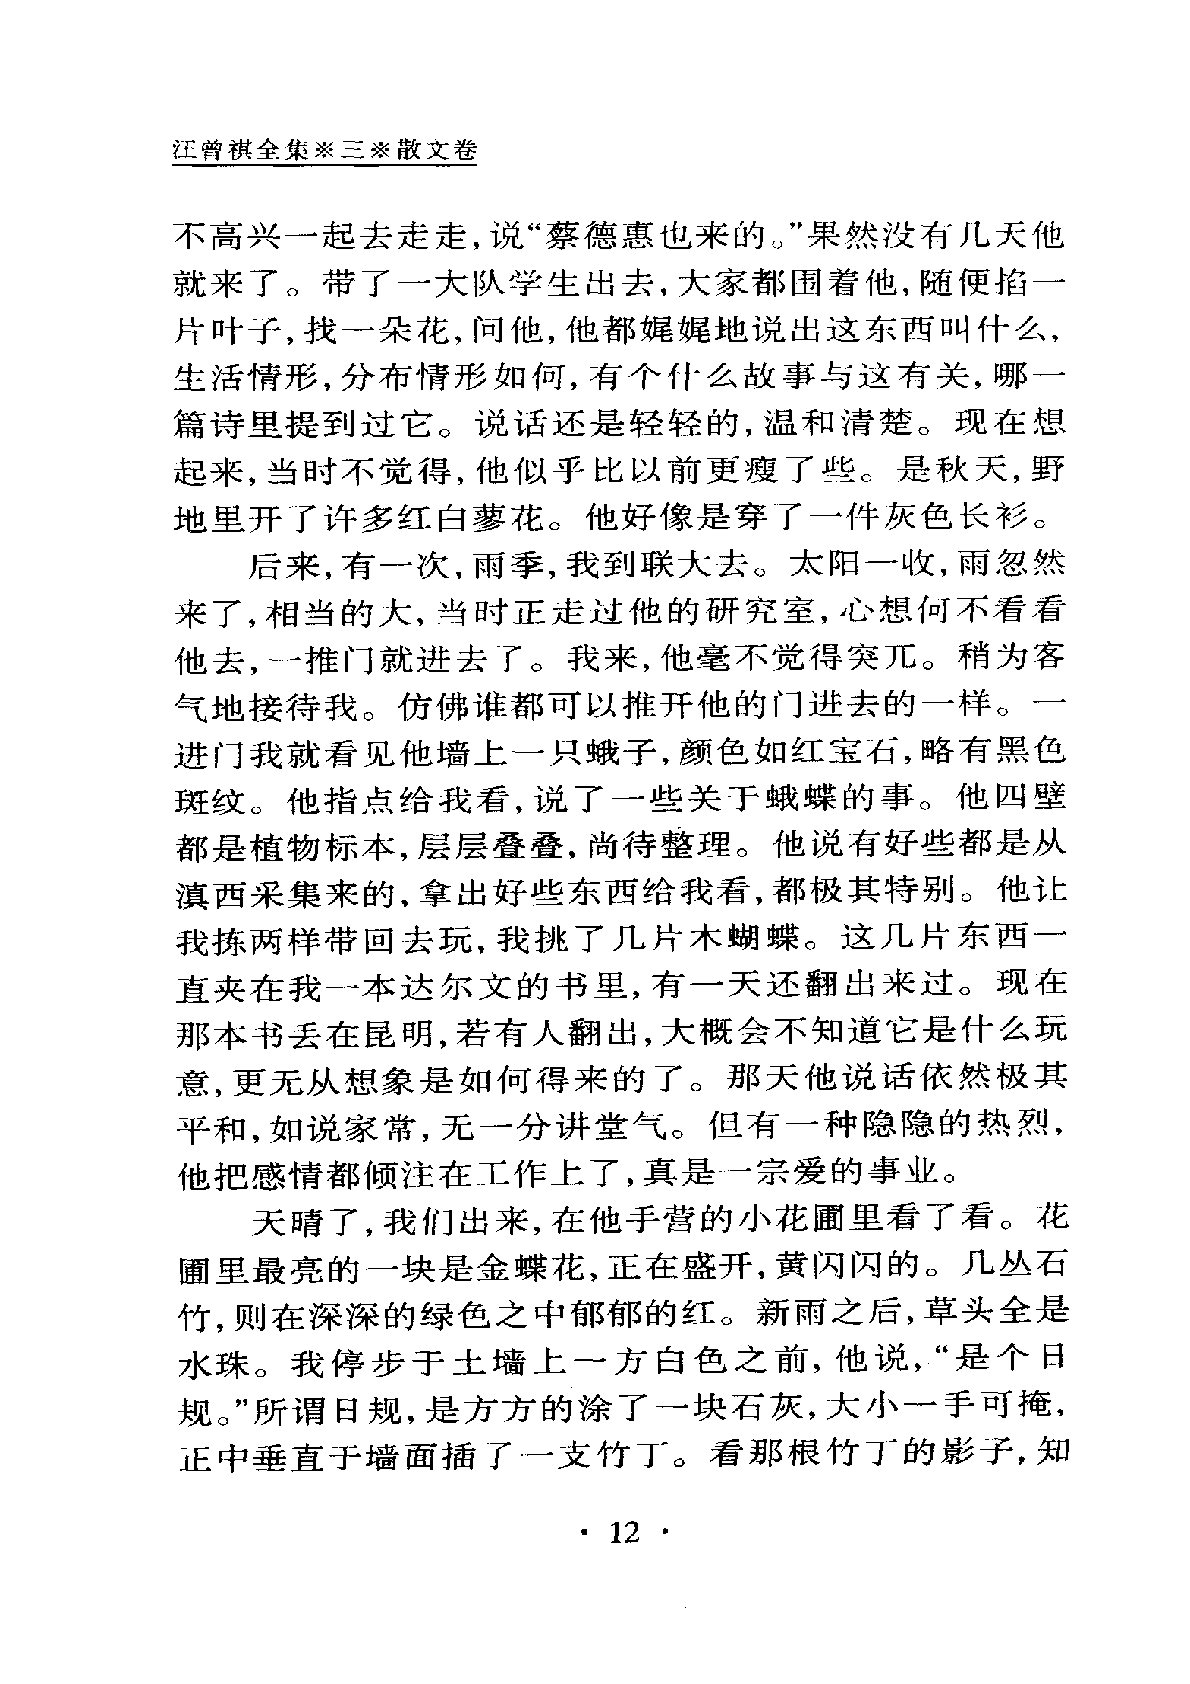 汪曾祺全集※三※散文卷
不高兴一起去走走,说“蔡德惠也来的。”果然没有几天他
就来了。带了一大队学生出去,大家都围着他,随便掐一
片叶子,找一朵花,问他,他都娓娓地说出这东西叫什么,
生活情形,分布情形如何,有个什么故事与这有关,哪一
篇诗里提到过它。说话还是轻轻的,温和清楚。现在想
起来,当时不觉得,他似乎比以前更瘦了些。是秋天,野
地里开了许多红白蓼花。他好像是穿了一件灰色长衫。
后来,有一次,雨季,我到联大去。太阳一收,雨忽然
来了,相当的大,当时正走过他的研究室,心想何不看看
他去,一推门就进去了。我来,他毫不觉得突兀。稍为客
气地接待我。仿佛谁都可以推开他的门进去的一样。一
进门我就看见他墙上一只蛾子,颜色如红宝石,略有黑色
斑纹。他指点给我看,说了一些关于蛾蝶的事。他四壁
都是植物标本,层层叠叠,尚待整理。他说有好些都是从
滇西采集来的,拿出好些东西给我看,都极其特别。他让
我拣两样带回去玩,我挑了几片木蝴蝶。这几片东西一
直夹在我一本达尔文的书里,有一天还翻出来过。现在
那本书丢在昆明,若有人翻出,大概会不知道它是什么玩
意,更无从想象是如何得来的了。那天他说话依然极其
平和,如说家常,无一分讲堂气。但有一种隐隐的热烈,
他把感情都倾注在工作上了,真是一宗爱的事业。
天晴了,我们出来,在他手营的小花圃里看了看。花
圃里最亮的一块是金蝶花,正在盛开,黄闪闪的。几丛石
竹,则在深深的绿色之中郁郁的红。新雨之后,草头全是
水珠。我停步于土墙上一方白色之前,他说,“是个日
规。”所谓日规,是方方的涂了一块石灰,大小一手可掩,
正中垂直于墙面插了一支竹丁。看那根竹丁的影子,知
· 12 ·